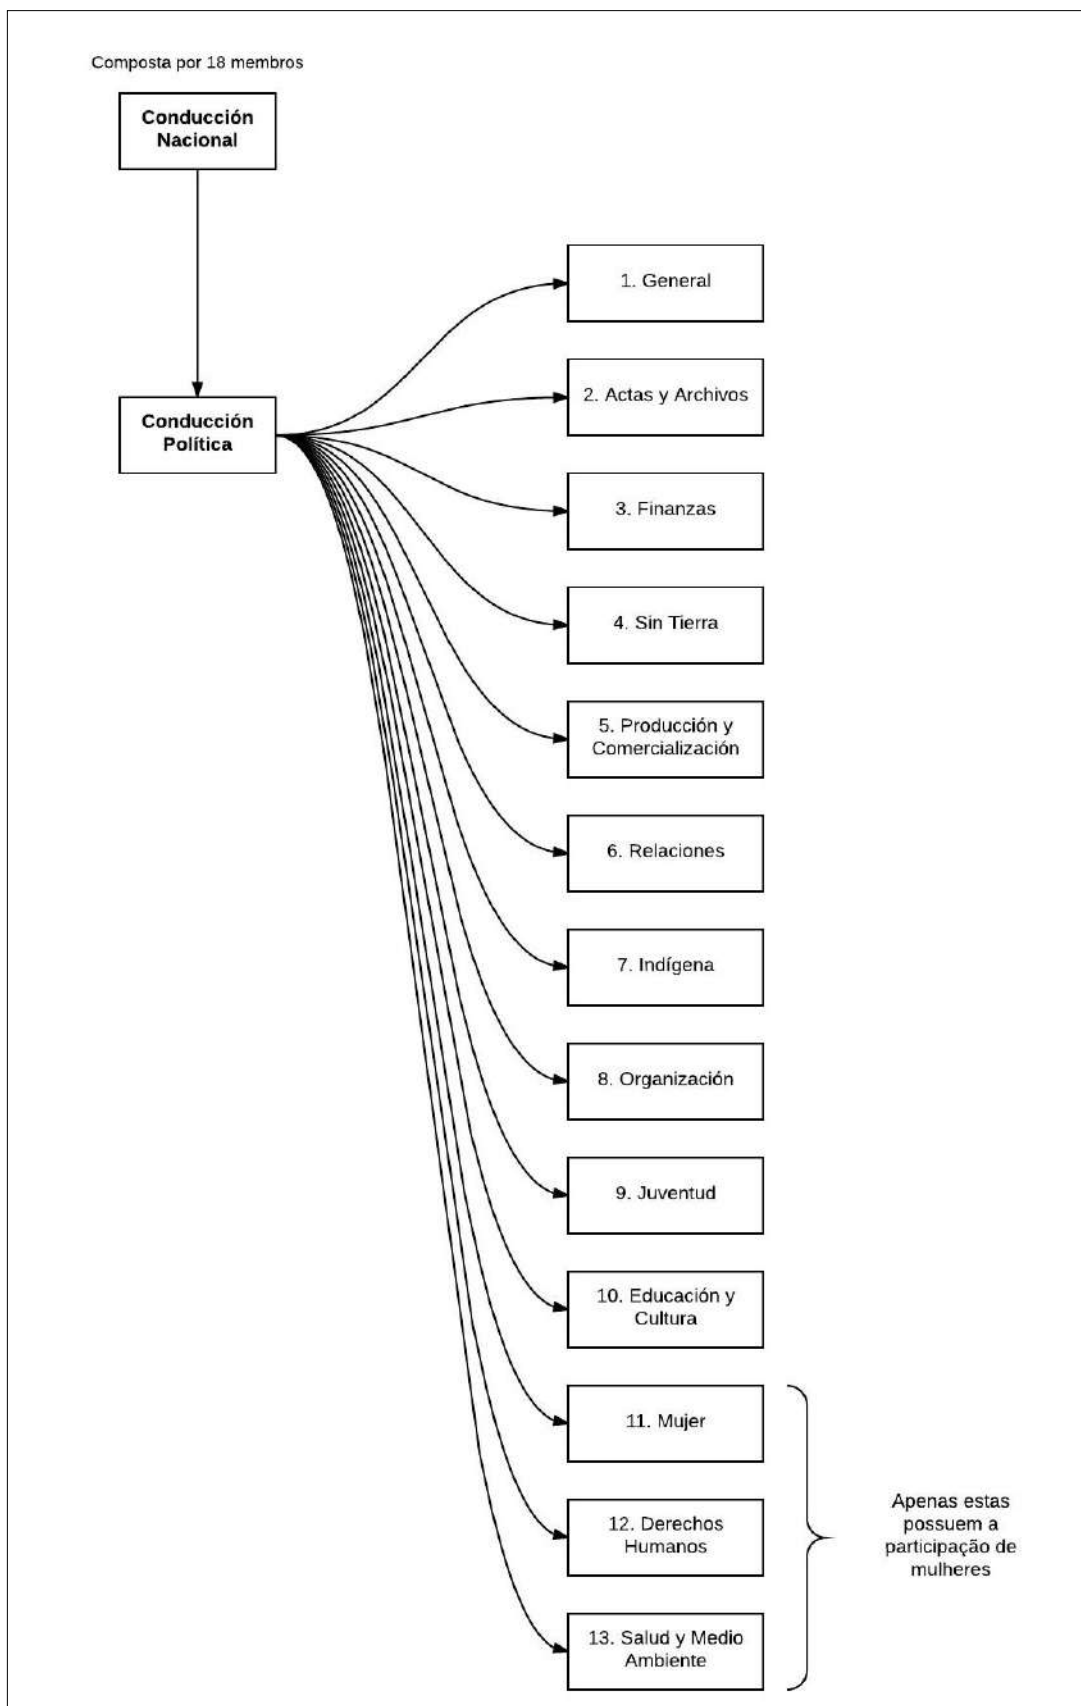 Composta por 18 membros
Conducción
Nacional
Conducción
Política
1. General
2. Actas y Archivos
3. Finanzas
4. Sin Tierra
5. Producción y
Comercialización
6. Relaciones
7. Indígena
8. Organización
9. Juventud
10. Educación y
Cultura
11. Mujer
12. Derechos
Humanos
13. Salud y Medio
Ambiente
Apenas estas
possuem a
participação de
mulheres